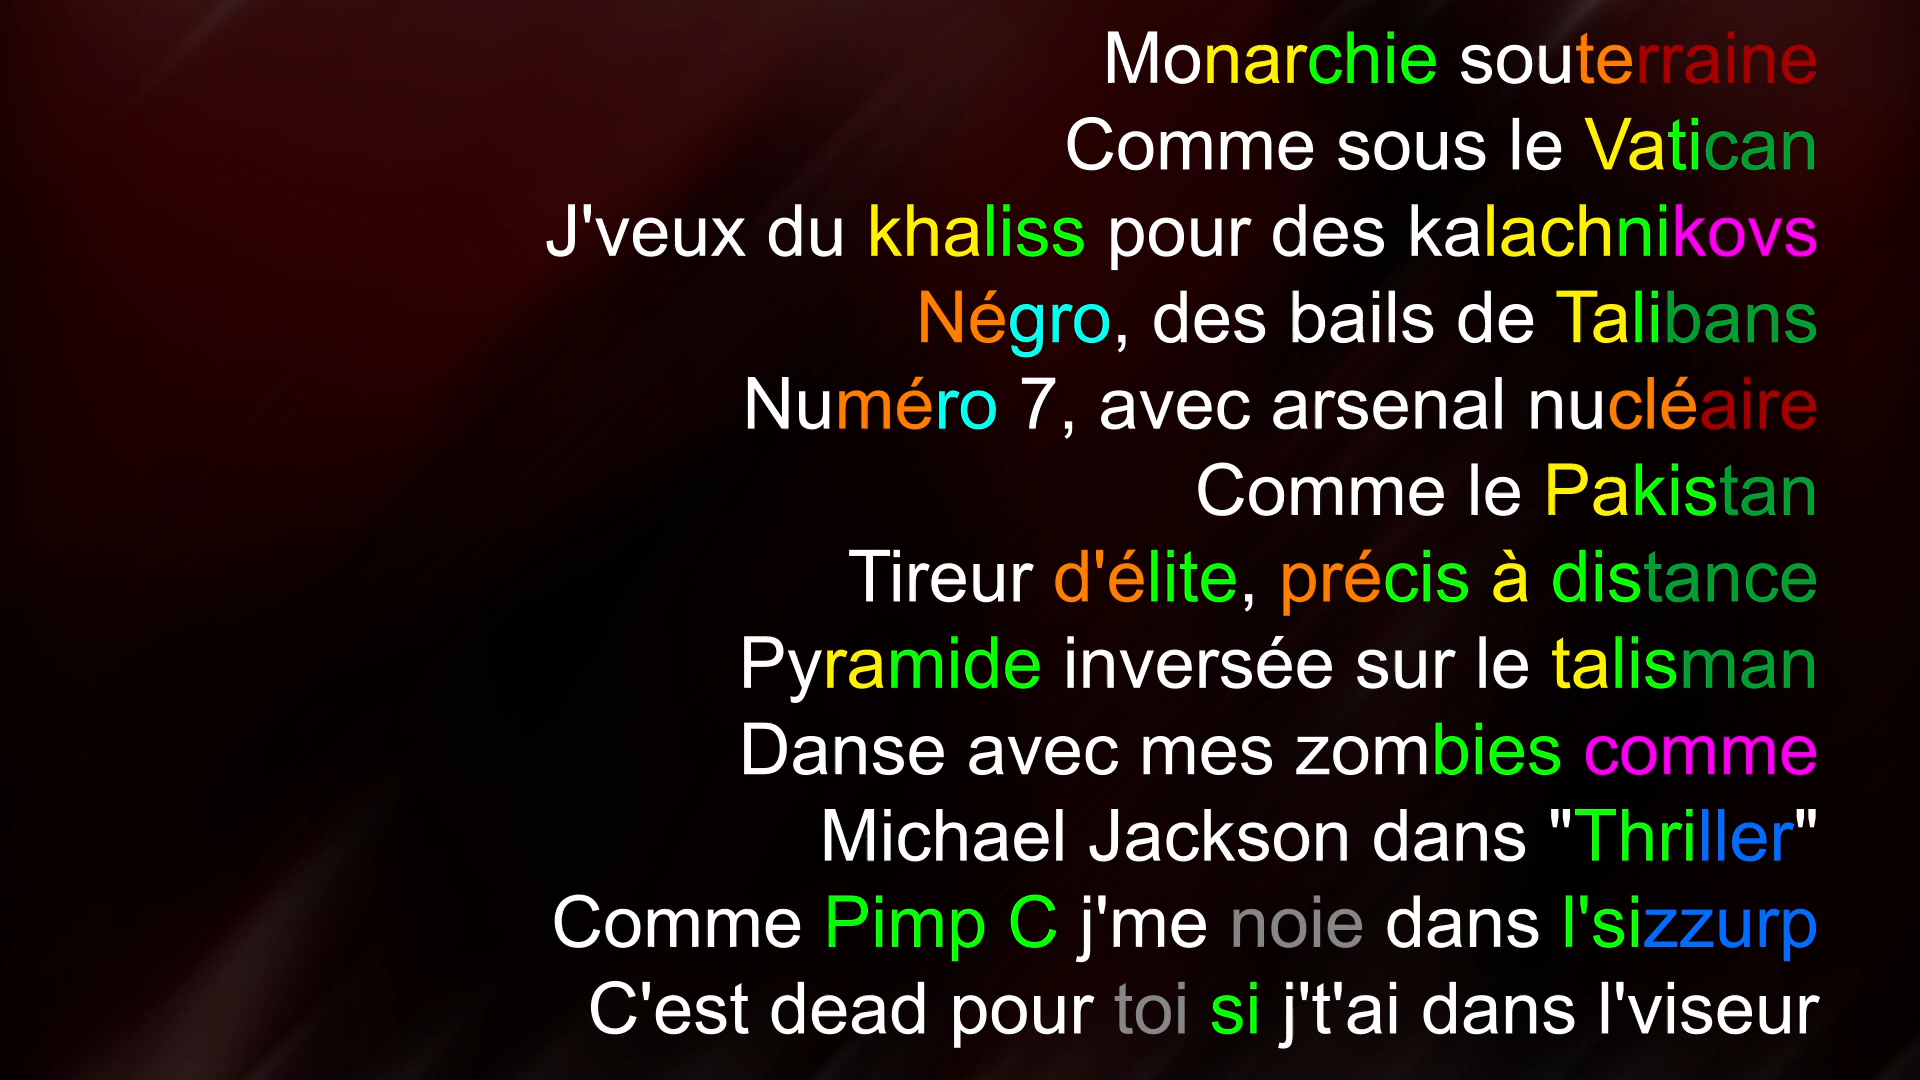 Monarchie souterraine
Comme sous le Vatican
J'veux du khaliss pour des kalachnikovs
Négro, des bails de Talibans
Numéro 7, avec arsenal nucléaire
Comme le Pakistan
Tireur d'élite, précis à distance
Pyramide inversée sur le talisman
Danse avec mes zombies comme
Michael Jackson dans "Thriller"
Comme Pimp C j'me noie dans l'sizzurp
C'est dead pour toi si j't'ai dans l'viseur